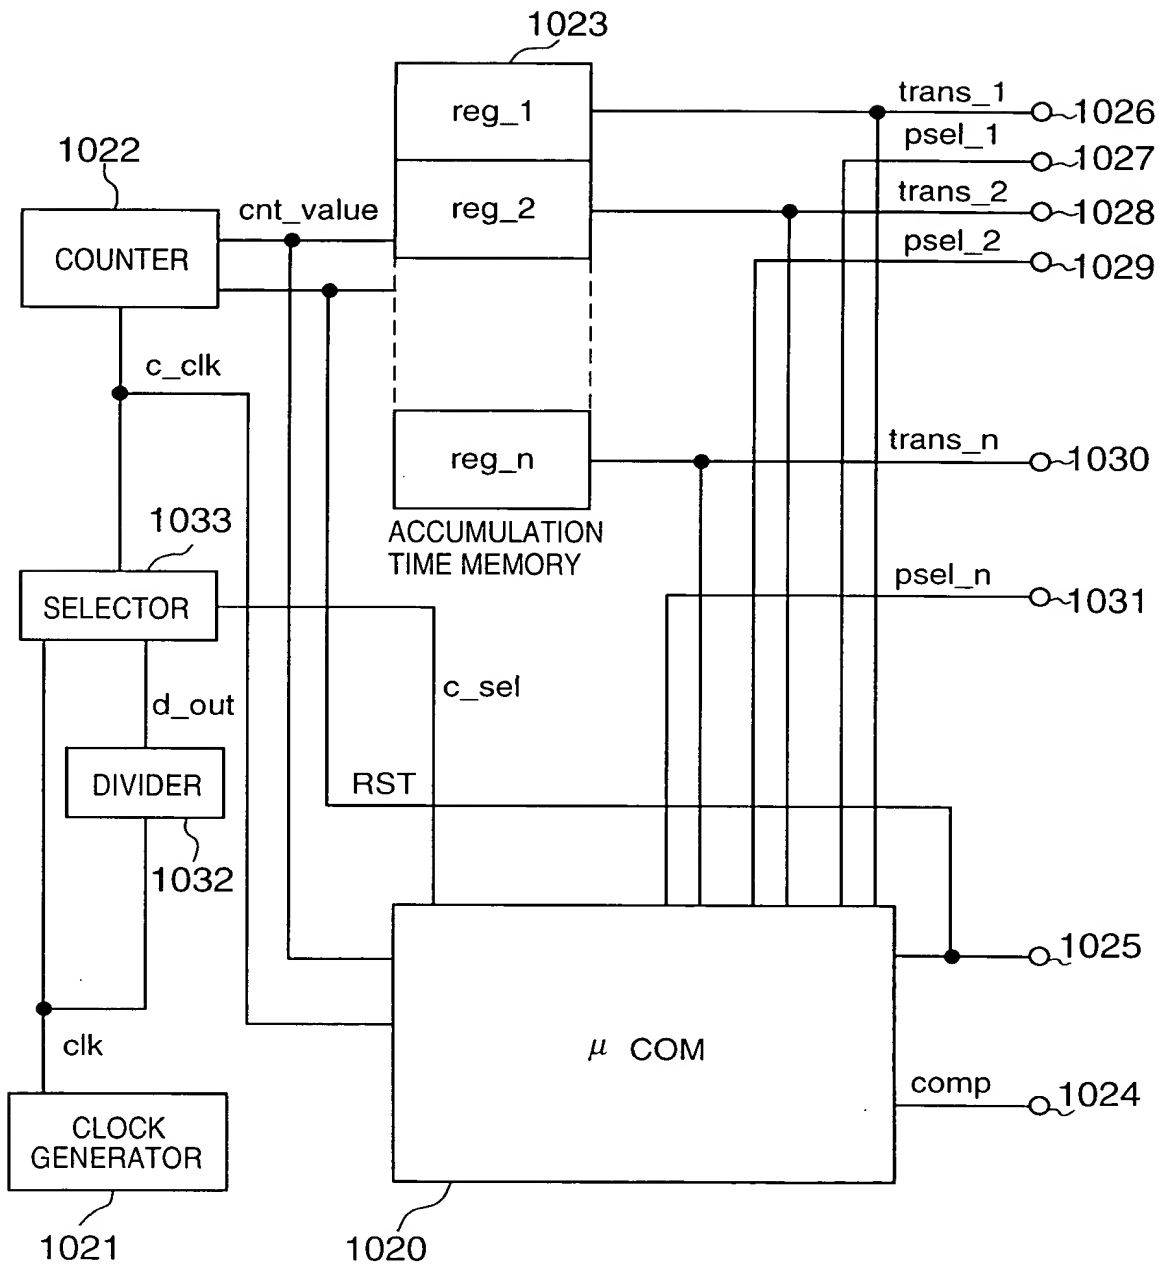 1023
reg_1
trans_1
1026
psel_1
1027
1022
cnt_value
reg_2
trans_2
1028
psel_2
1029
COUNTER
c_clk
reg_n
trans_n
1030
ACCUMULATION
TIME MEMORY
1033
SELECTOR
psel_n
1031
c_sel
d_out
DIVIDER
RST
1032
1025
clk
μ COM
comp
1024
CLOCK
GENERATOR
1021
1020